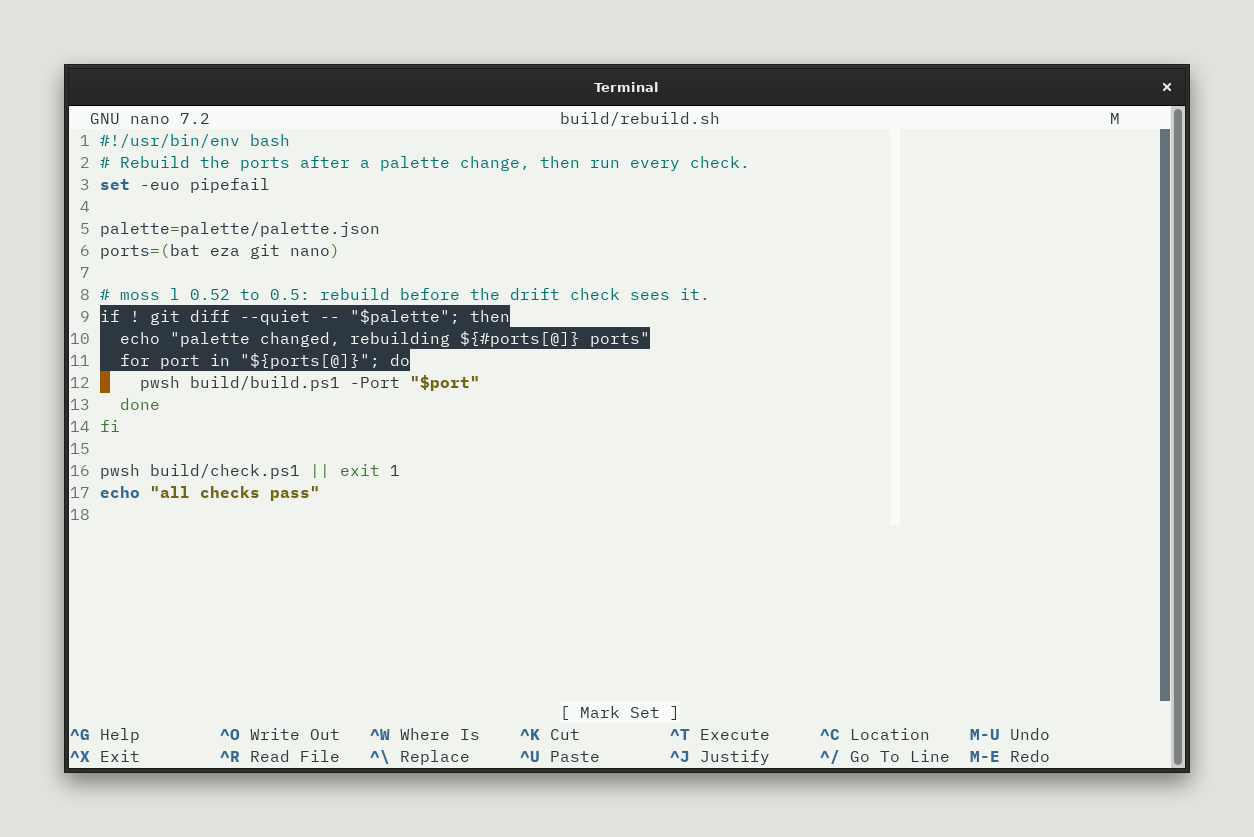 Terminal ×
GNU nano 7.2 build/rebuild.sh M
1 #!/usr/bin/env bash
2 # Rebuild the ports after a palette change, then run every check.
3 set -euo pipefail
4
5 palette=palette/palette.json
6 ports=(bat eza git nano)
7
8 # moss l 0.52 to 0.5: rebuild before the drift check sees it.
9 if ! git diff --quiet -- "$palette"; then
10   echo "palette changed, rebuilding ${#ports[@]} ports"
11   for port in "${ports[@]}"; do
12     pwsh build/build.ps1 -Port "$port"
13   done
14 fi
15
16 pwsh build/check.ps1 || exit 1
17 echo "all checks pass"
18
[ Mark Set ]
^G Help ^O Write Out ^W Where Is ^K Cut ^T Execute ^C Location M-U Undo
^X Exit ^R Read File ^\ Replace ^U Paste ^J Justify ^/ Go To Line M-E Redo